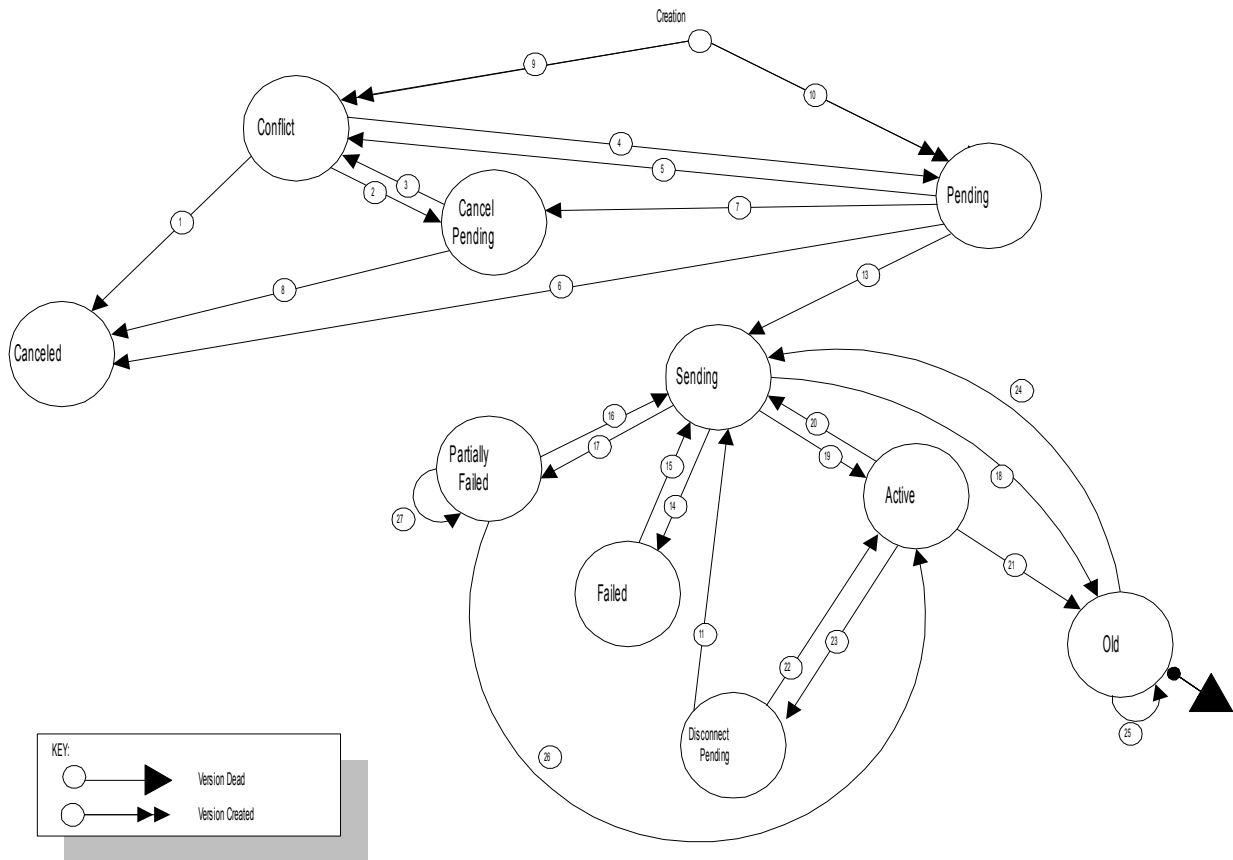 Creation
9
10
Conflict
4
5
3
2
Cancel
Pending
7
Pending
1
8
6
13
Canceled
Sending
24
16
20
17
19
Partially
Failed
15
18
27
14
Active
21
Failed
11
22
23
Old
Disconnect
Pending
25
26
KEY:
Version Dead
Version Created